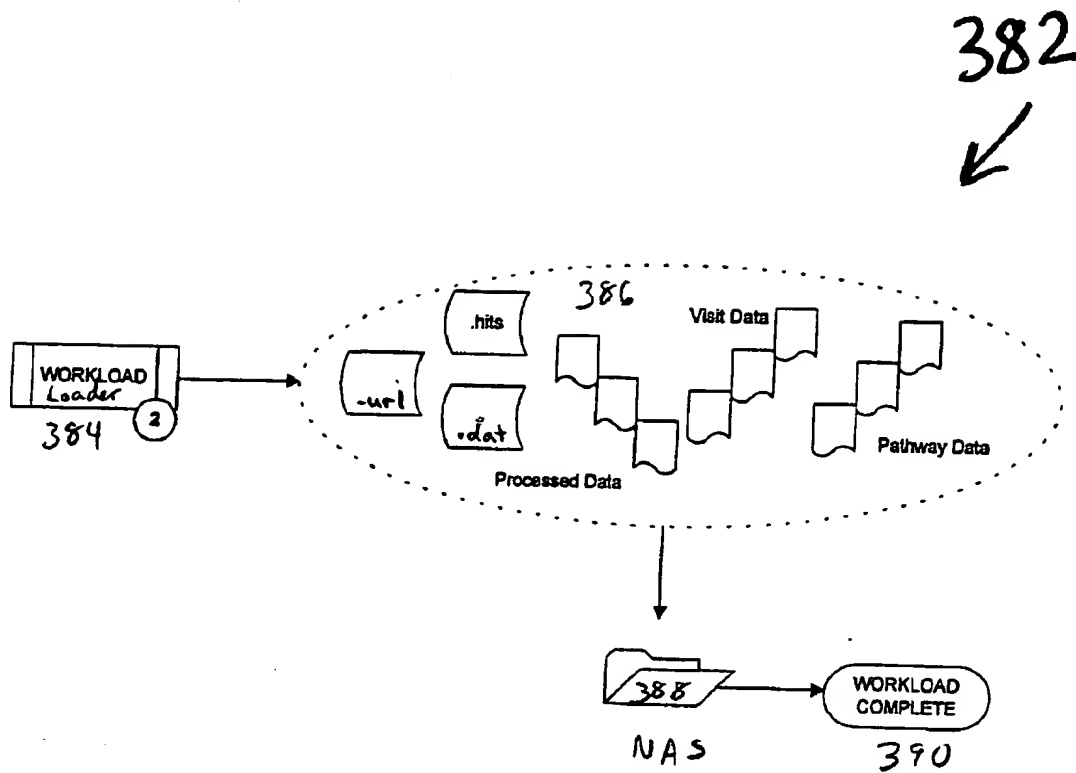 382
386
.hits
Visit Data
WORKLOAD
Loader
2
384
-url
.dat
Pathway Data
Processed Data
388
NAS
WORKLOAD
COMPLETE
390